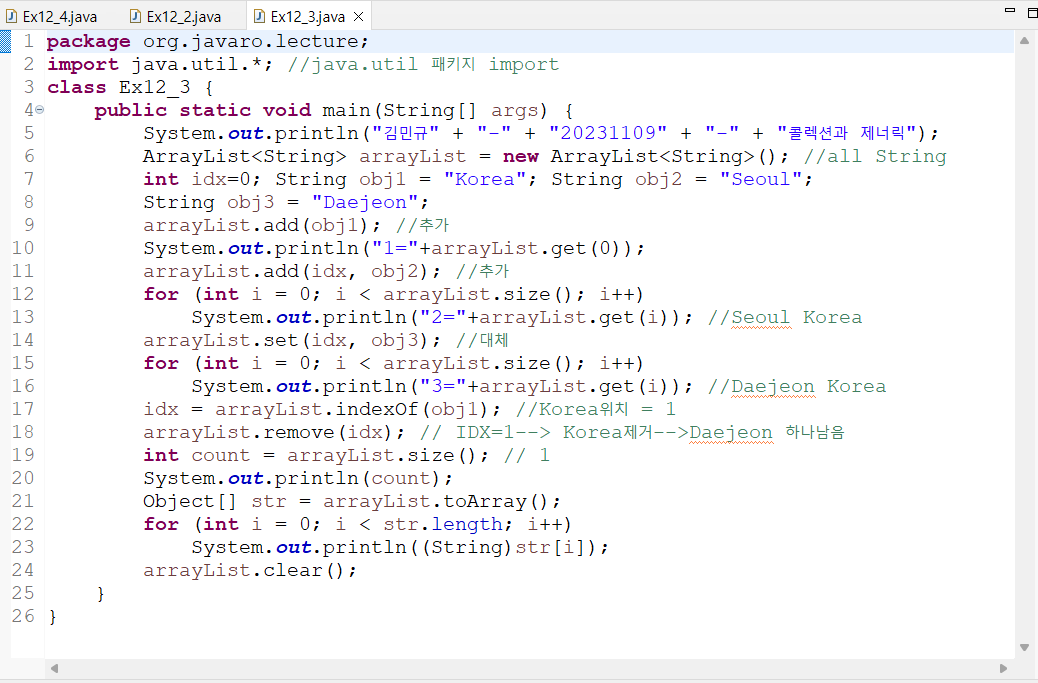 Ex12_4.java Ex12_2.java Ex12_3.java
1 package org.javaro.lecture;
2 import java.util.*; //java.util 패키지 import
3 class Ex12_3 {
4 public static void main(String[] args) {
5 System.out.println("김민규" + "-" + "20231109" + "-" + "콜렉션과 제너릭");
6 ArrayList<String> arrayList = new ArrayList<String>(); //all String
7 int idx=0; String obj1 = "Korea"; String obj2 = "Seoul";
8 String obj3 = "Daejeon";
9 arrayList.add(obj1); //추가
10 System.out.println("1="+arrayList.get(0));
11 arrayList.add(idx, obj2); //추가
12 for (int i = 0; i < arrayList.size(); i++)
13 System.out.println("2="+arrayList.get(i)); //Seoul Korea
14 arrayList.set(idx, obj3); //대체
15 for (int i = 0; i < arrayList.size(); i++)
16 System.out.println("3="+arrayList.get(i)); //Daejeon Korea
17 idx = arrayList.indexOf(obj1); //Korea위치 = 1
18 arrayList.remove(idx); // IDX=1--> Korea제거-->Daejeon 하나남음
19 int count = arrayList.size(); // 1
20 System.out.println(count);
21 Object[] str = arrayList.toArray();
22 for (int i = 0; i < str.length; i++)
23 System.out.println((String)str[i]);
24 arrayList.clear();
25 }
26 }